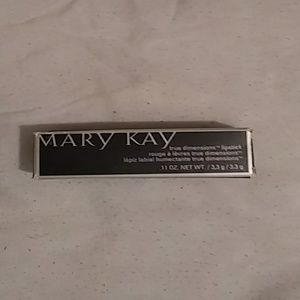 MARY KAY
true dimensions™ lipstick
rouge à lèvres true dimensions™
lápiz labial humectante true dimensions™
.11 OZ. NET WT. / 3,3 g / 3.3 g